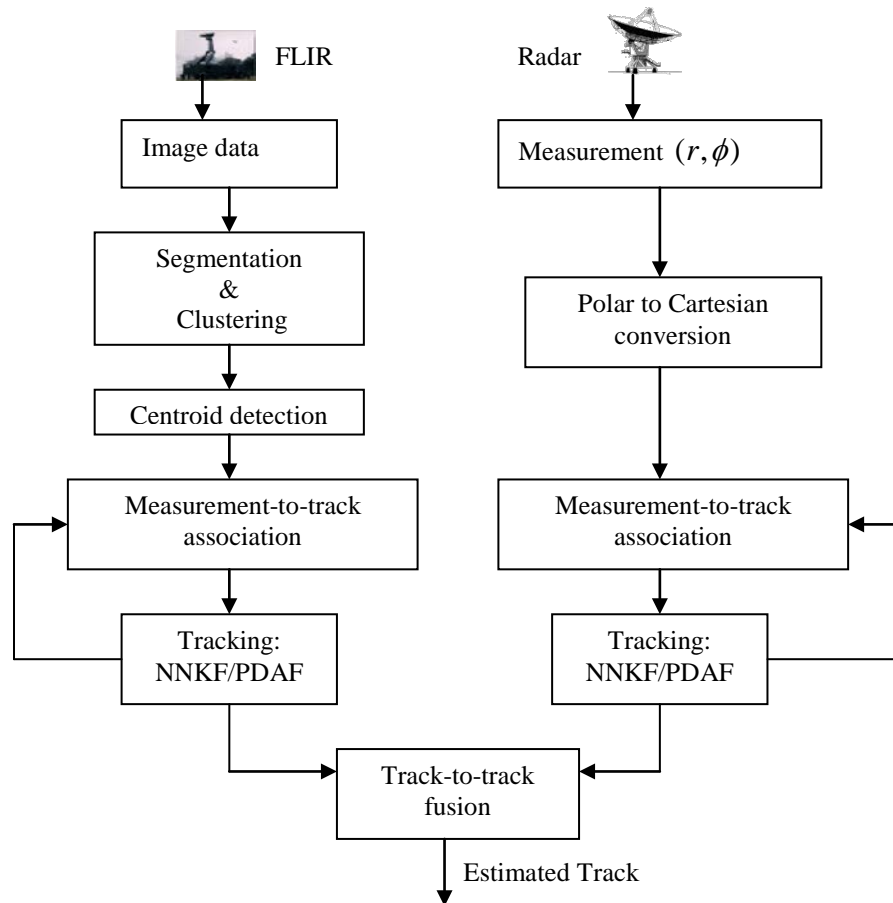 FLIR
Radar
Image data
Measurement (r, ϕ)
Segmentation
&
Clustering
Polar to Cartesian
conversion
Centroid detection
Measurement-to-track
association
Measurement-to-track
association
Tracking:
NNKF/PDAF
Tracking:
NNKF/PDAF
Track-to-track
fusion
Estimated Track